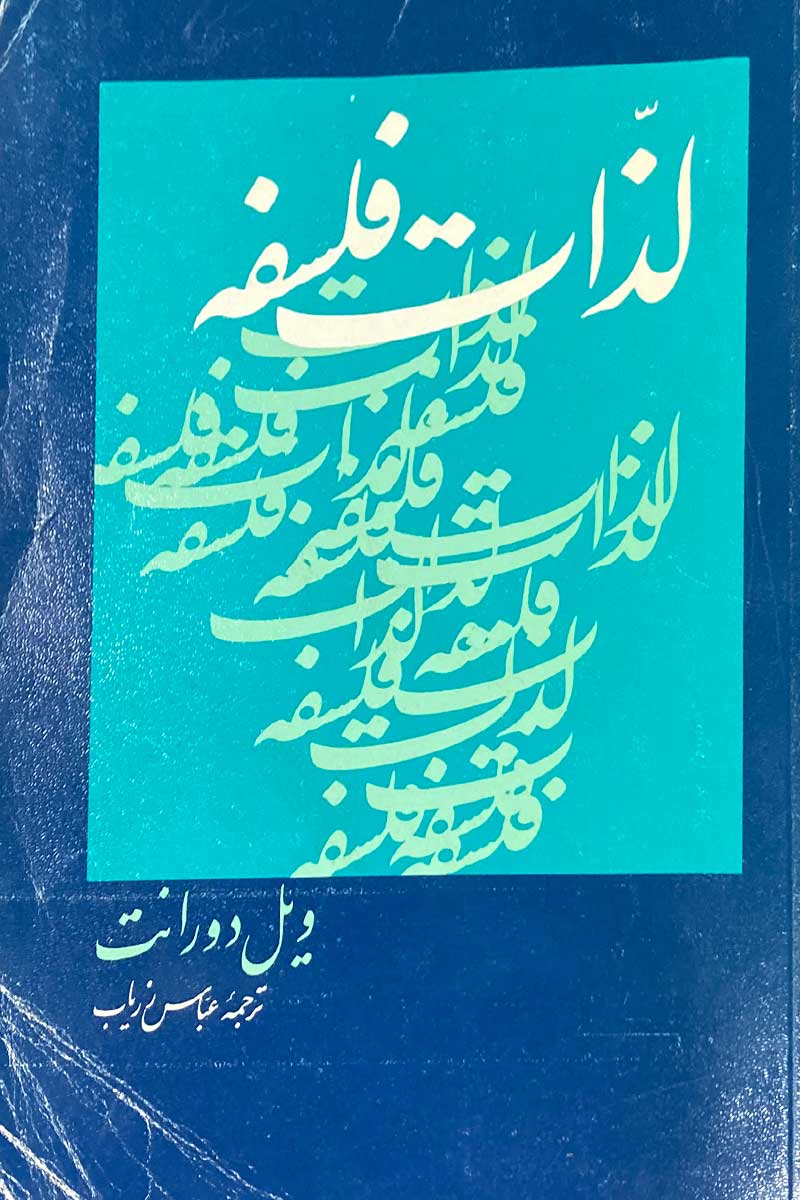 لذّات فلسفه
ویل دورانت
ترجمهٔ عباس زریاب